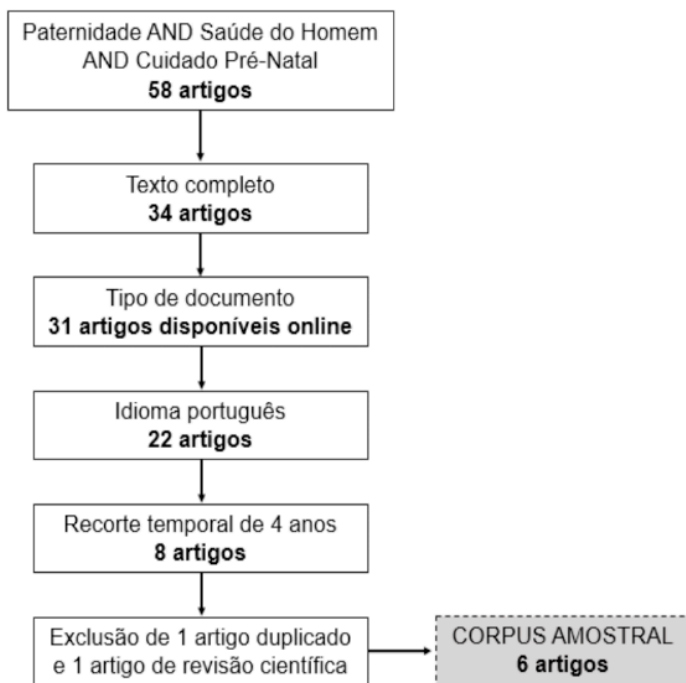 Paternidade AND Saúde do Homem
AND Cuidado Pré-Natal
58 artigos
Texto completo
34 artigos
Tipo de documento
31 artigos disponíveis online
Idioma português
22 artigos
Recorte temporal de 4 anos
8 artigos
Exclusão de 1 artigo duplicado
e 1 artigo de revisão científica
CORPUS AMOSTRAL
6 artigos